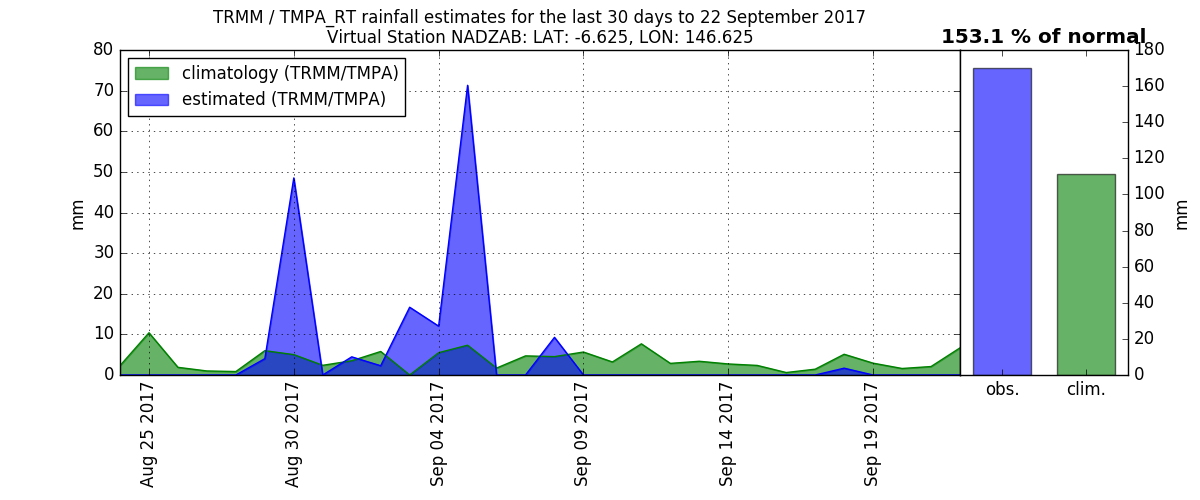 TRMM / TMPA_RT rainfall estimates for the last 30 days to 22 September 2017
Virtual Station NADZAB: LAT: -6.625, LON: 146.625
153.1 % of normal
climatology (TRMM/TMPA)
estimated (TRMM/TMPA)
80
70
60
50
40
30
20
10
0
mm
Aug 25 2017
Aug 30 2017
Sep 04 2017
Sep 09 2017
Sep 14 2017
Sep 19 2017
180
160
140
120
100
80
60
40
20
0
mm
obs.
clim.